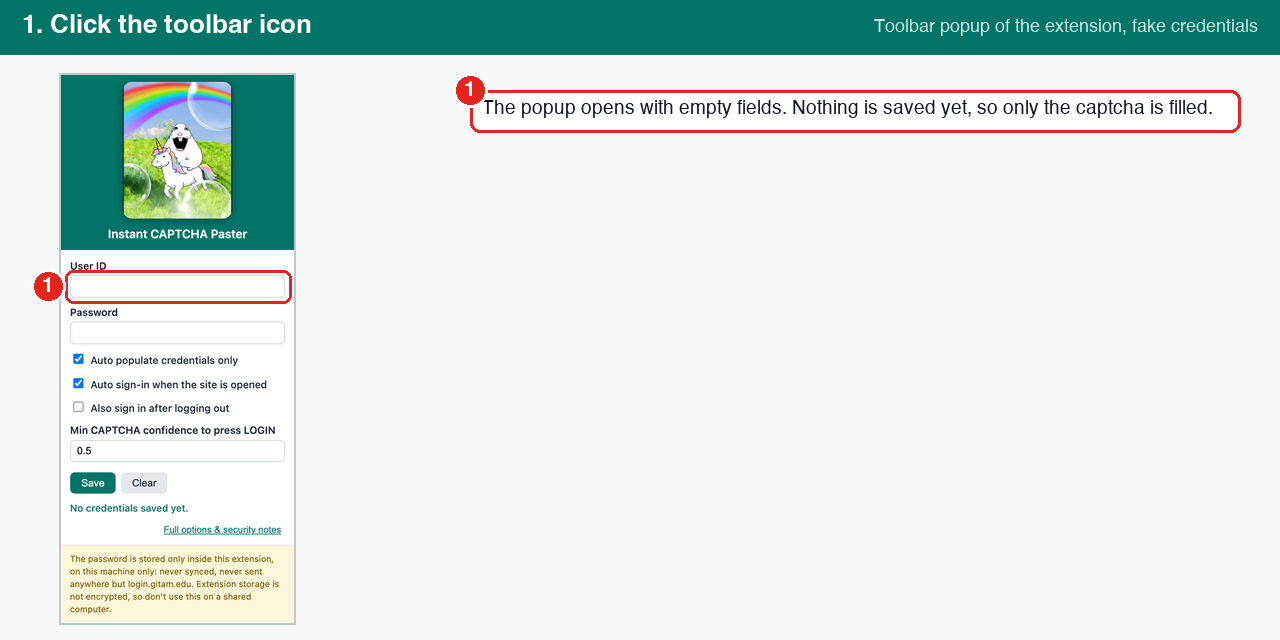 1. Click the toolbar icon
Toolbar popup of the extension, fake credentials
Instant CAPTCHA Paster
1
The popup opens with empty fields. Nothing is saved yet, so only the captcha is filled.
User ID
1
Password
Auto populate credentials only
Auto sign-in when the site is opened
Also sign in after logging out
Min CAPTCHA confidence to press LOGIN
0.5
Save
Clear
No credentials saved yet.
Full options & security notes
The password is stored only inside this extension,
on this machine only: never synced, never sent
anywhere but login.gitam.edu. Extension storage is
not encrypted, so don't use this on a shared
computer.